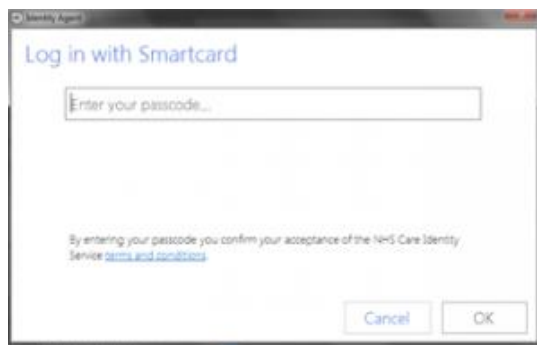 Identity Agent
Log in with Smartcard
Enter your passcode...
By entering your passcode you confirm your acceptance of the NHS Care Identity
Service terms and conditions.
Cancel
OK